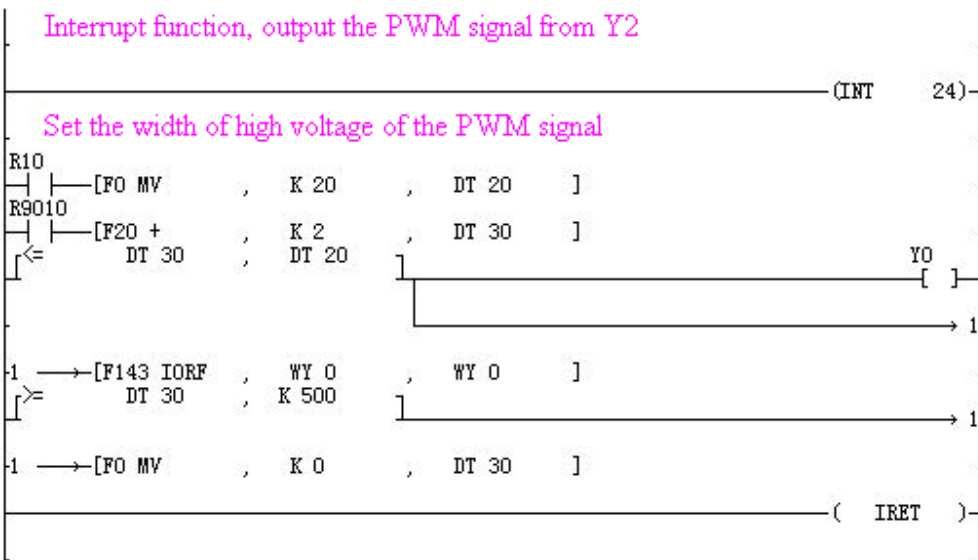 Interrupt function, output the PWM signal from Y2
(INT 24)
Set the width of high voltage of the PWM signal
R10
[F0 MV , K 20 , DT 20 ]
R9010
[F20 + , K 2 , DT 30 ]
<= DT 30 , DT 20
Y0
[ ]
1
1 [F143 IORF , WY 0 , WY 0 ]
>= DT 30 , K 500
1
1 [F0 MV , K 0 , DT 30 ]
( IRET )